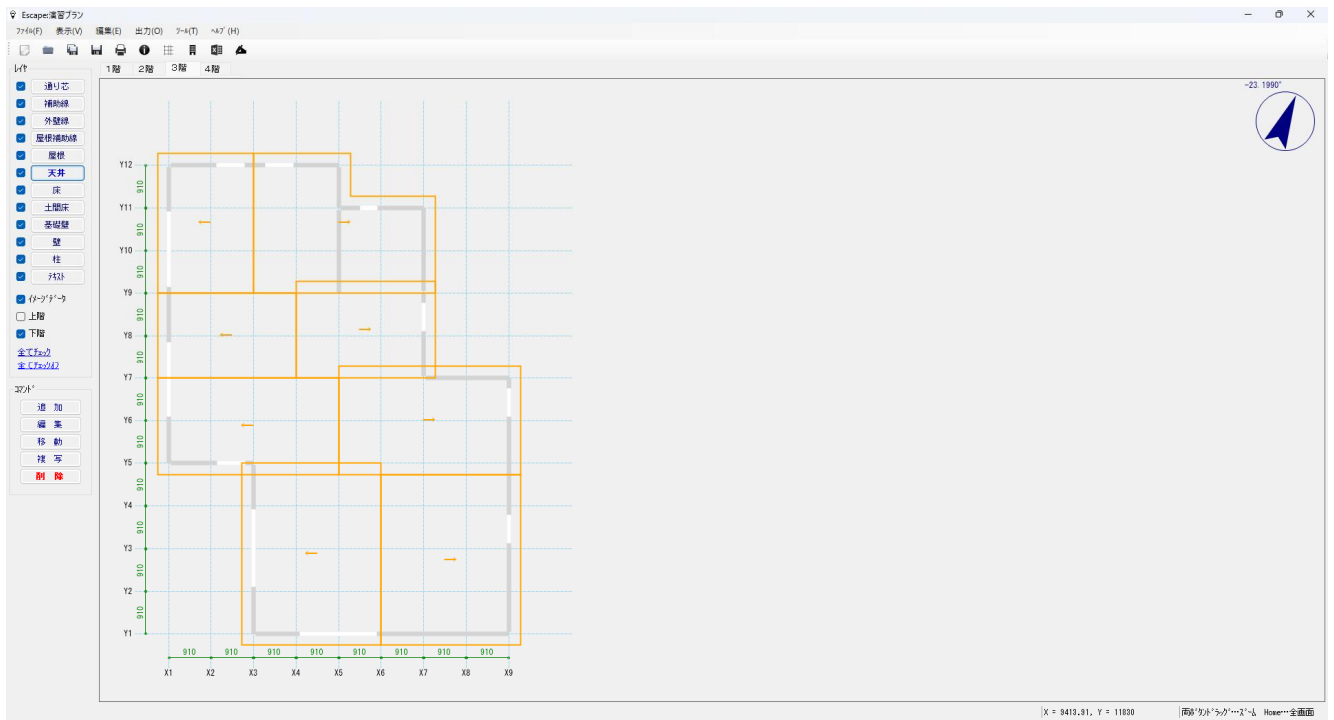 Escape:演習プラン
ﾌｧｲﾙ(F) 表示(V) 編集(E) 出力(O) ﾂｰﾙ(T) ﾍﾙﾌﾟ(H)
ﾚｲﾔ
1階 2階 3階 4階
通り芯
補助線
外壁線
屋根補助線
屋根
天井
床
土間床
基礎壁
壁
柱
ﾃｷｽﾄ
ｲﾒｰｼﾞﾃﾞｰﾀ
上階
下階
全てﾁｪｯｸ
全てﾁｪｯｸｵﾌ
ｺﾏﾝﾄﾞ
追 加
編 集
移 動
複 写
削 除
-23.1990°
Y12
910
Y11
910
Y10
910
Y9
910
Y8
910
Y7
910
Y6
910
Y5
910
Y4
910
Y3
910
Y2
910
Y1
910 910 910 910 910 910 910 910
X1 X2 X3 X4 X5 X6 X7 X8 X9
X = 9413.91, Y = 11830 両ﾎﾞﾀﾝﾄﾞﾗｯｸﾞ…ｽﾞｰﾑ Home…全画面